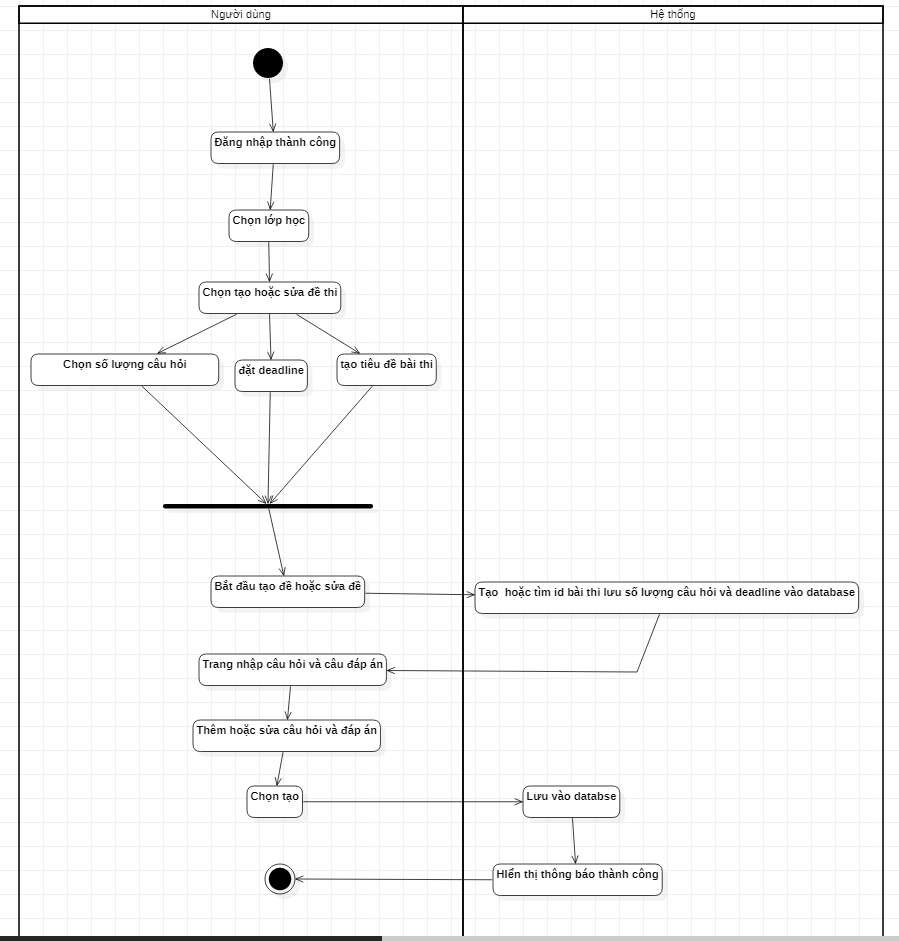 Người dùng
Hệ thống
Đăng nhập thành công
Chọn lớp học
Chọn tạo hoặc sửa đề thi
Chọn số lượng câu hỏi
đặt deadline
tạo tiêu đề bài thi
Bắt đầu tạo đề hoặc sửa đề
Tạo  hoặc tìm id bài thi lưu số lượng câu hỏi và deadline vào database
Trang nhập câu hỏi và câu đáp án
Thêm hoặc sửa câu hỏi và đáp án
Chọn tạo
Lưu vào databse
HIển thị thông báo thành công